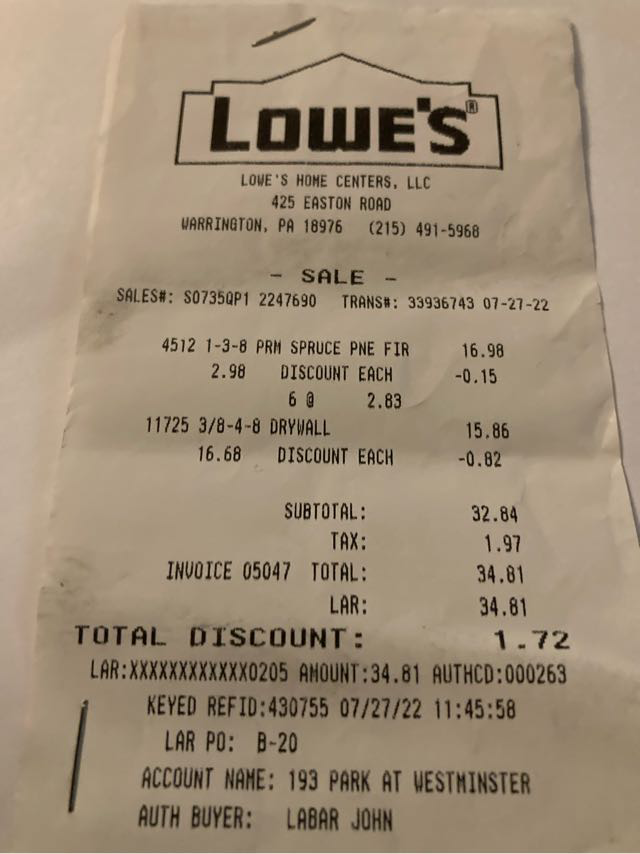 LOWE'S®
LOWE'S HOME CENTERS, LLC
425 EASTON ROAD
WARRINGTON, PA 18976 (215) 491-5968
- SALE -
SALES#: S0735QP1 2247690 TRANS#: 33936743 07-27-22
4512 1-3-8 PRM SPRUCE PNE FIR 16.98
2.98 DISCOUNT EACH -0.15
6 @ 2.83
11725 3/8-4-8 DRYWALL 15.86
16.68 DISCOUNT EACH -0.82
SUBTOTAL: 32.84
TAX: 1.97
INVOICE 05047 TOTAL: 34.81
LAR: 34.81
TOTAL DISCOUNT: 1.72
LAR:XXXXXXXXXXXX0205 AMOUNT:34.81 AUTHCD:000263
KEYED REFID:430755 07/27/22 11:45:58
LAR PO: B-20
ACCOUNT NAME: 193 PARK AT WESTMINSTER
AUTH BUYER: LABAR JOHN